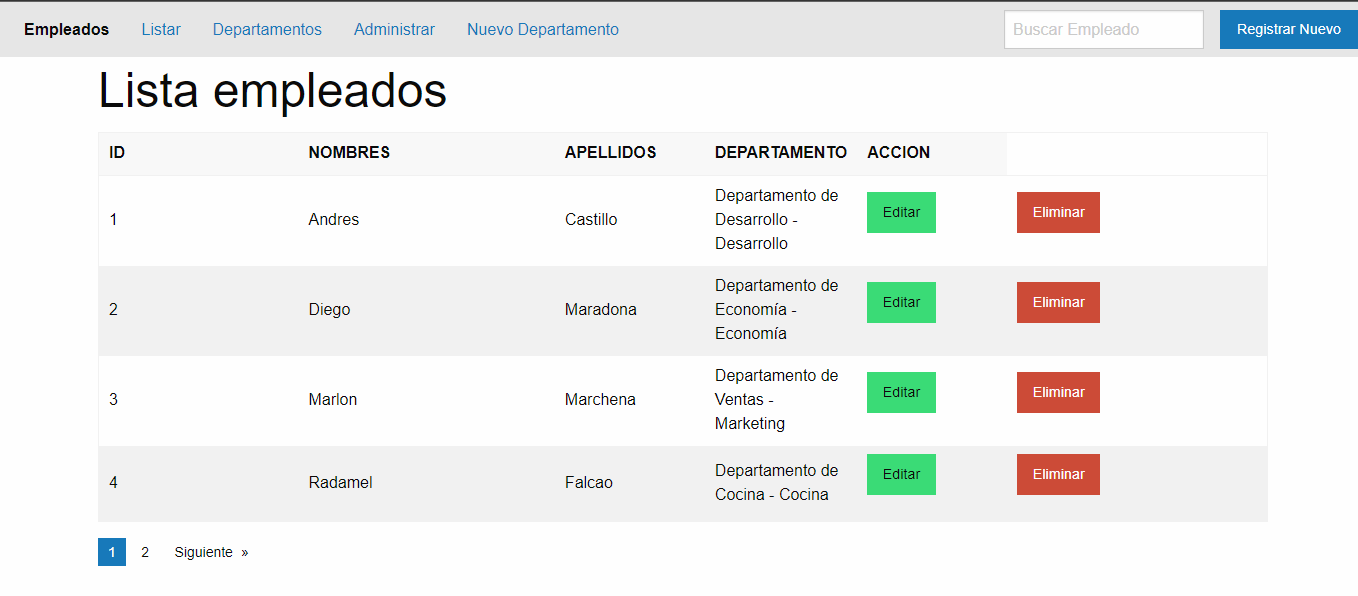 Empleados Listar Departamentos Administrar Nuevo Departamento Buscar Empleado Registrar Nuevo
Lista empleados
ID NOMBRES APELLIDOS DEPARTAMENTO ACCION
1 Andres Castillo Departamento de
Desarrollo -
Desarrollo Editar Eliminar
2 Diego Maradona Departamento de
Economía -
Economía Editar Eliminar
3 Marlon Marchena Departamento de
Ventas -
Marketing Editar Eliminar
4 Radamel Falcao Departamento de
Cocina - Cocina Editar Eliminar
1 2 Siguiente »